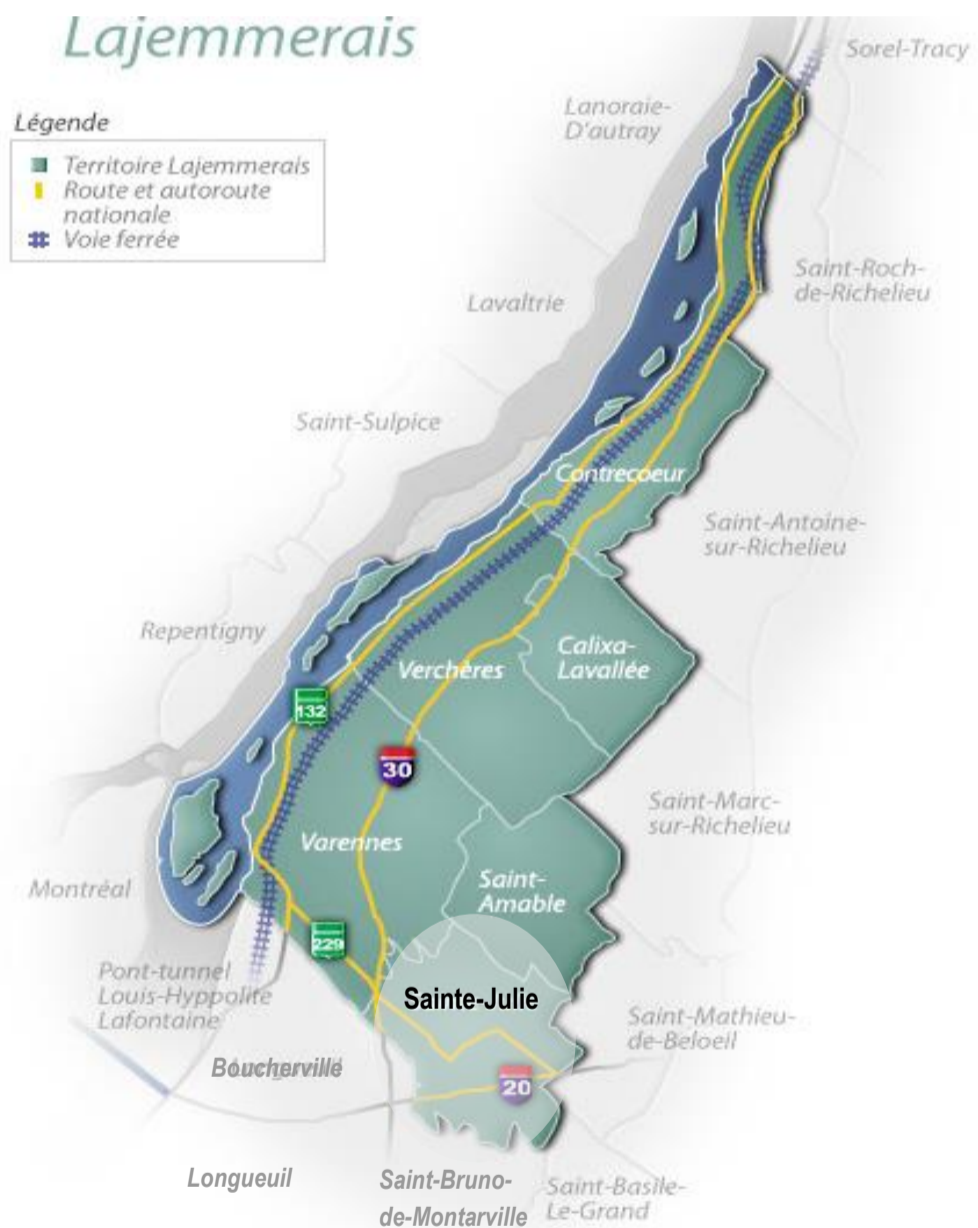 Lajemmerais
Sorel-Tracy
Lanoraie-
D'autray
Légende
Territoire Lajemmerais
Route et autoroute
nationale
Voie ferrée
Saint-Roch-
de-Richelieu
Lavaltrie
Saint-Sulpice
Contrecoeur
Saint-Antoine-
sur-Richelieu
Repentigny
Calixa-
Lavallée
Verchères
132
30
Saint-Marc-
sur-Richelieu
Varennes
Montréal
Saint-
Amable
229
Pont-tunnel
Louis-Hyppolite
Lafontaine
Sainte-Julie
Saint-Mathieu-
de-Beloeil
Boucherville
20
Longueuil
Saint-Bruno-
de-Montarville
Saint-Basile-
Le-Grand